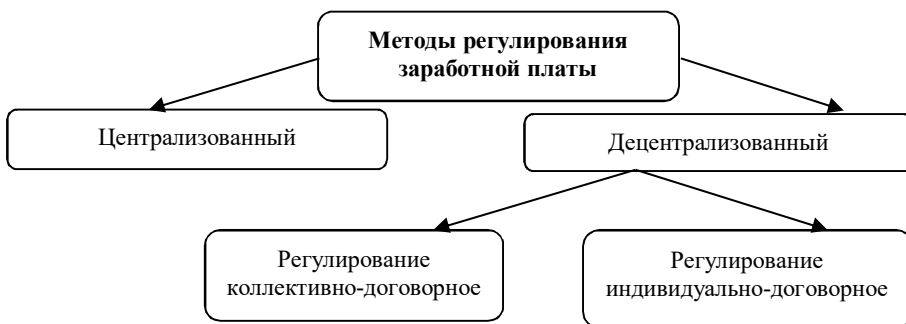 Методы регулирования
заработной платы
Централизованный
Децентрализованный
Регулирование
коллективно-договорное
Регулирование
индивидуально-договорное